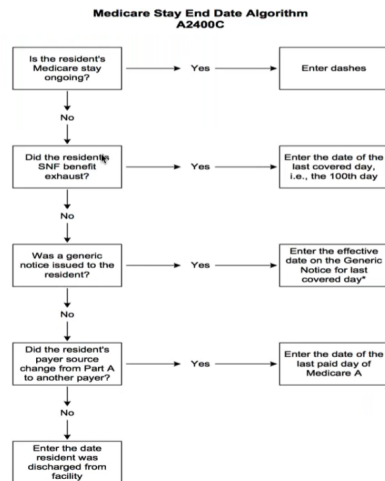 Medicare Stay End Date Algorithm
A2400C
Is the resident's
Medicare stay
ongoing?
Yes
Enter dashes
No
Did the resident's
SNF benefit
exhaust?
Yes
Enter the date of the
last covered day,
i.e., the 100th day
No
Was a generic
notice issued to the
resident?
Yes
Enter the effective
date on the Generic
Notice for last
covered day*
No
Did the resident's
payer source
change from Part A
to another payer?
Yes
Enter the date of the
last paid day of
Medicare A
No
Enter the date
resident was
discharged from
facility